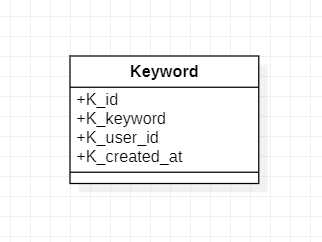 Keyword
+K_id
+K_keyword
+K_user_id
+K_created_at